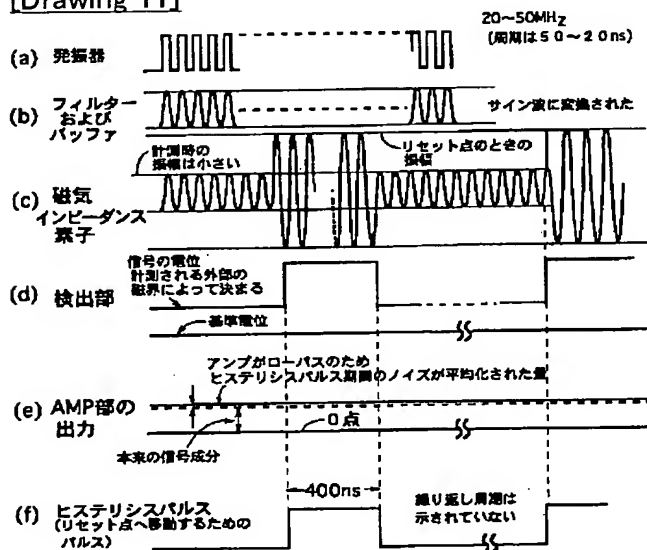 [Drawing 11]
20～50MHz
(周期は50～20ns)
(a) 発振器
(b) フィルター
および
バッファ
サイン波に変換された
計測時の
振幅は小さい
リセット点のときの
振幅
(c) 磁気
インピーダンス
素子
信号の電位
計測される外部の
磁界によって決まる
(d) 検出部
基準電位
アンプがローパスのため
ヒステリシスパルス期間のノイズが平均化された量
(e) AMP部の
出力
0点
本来の信号成分
400ns
(f) ヒステリシスパルス
(リセット点へ移動するための
パルス)
繰り返し周期は
示されていない